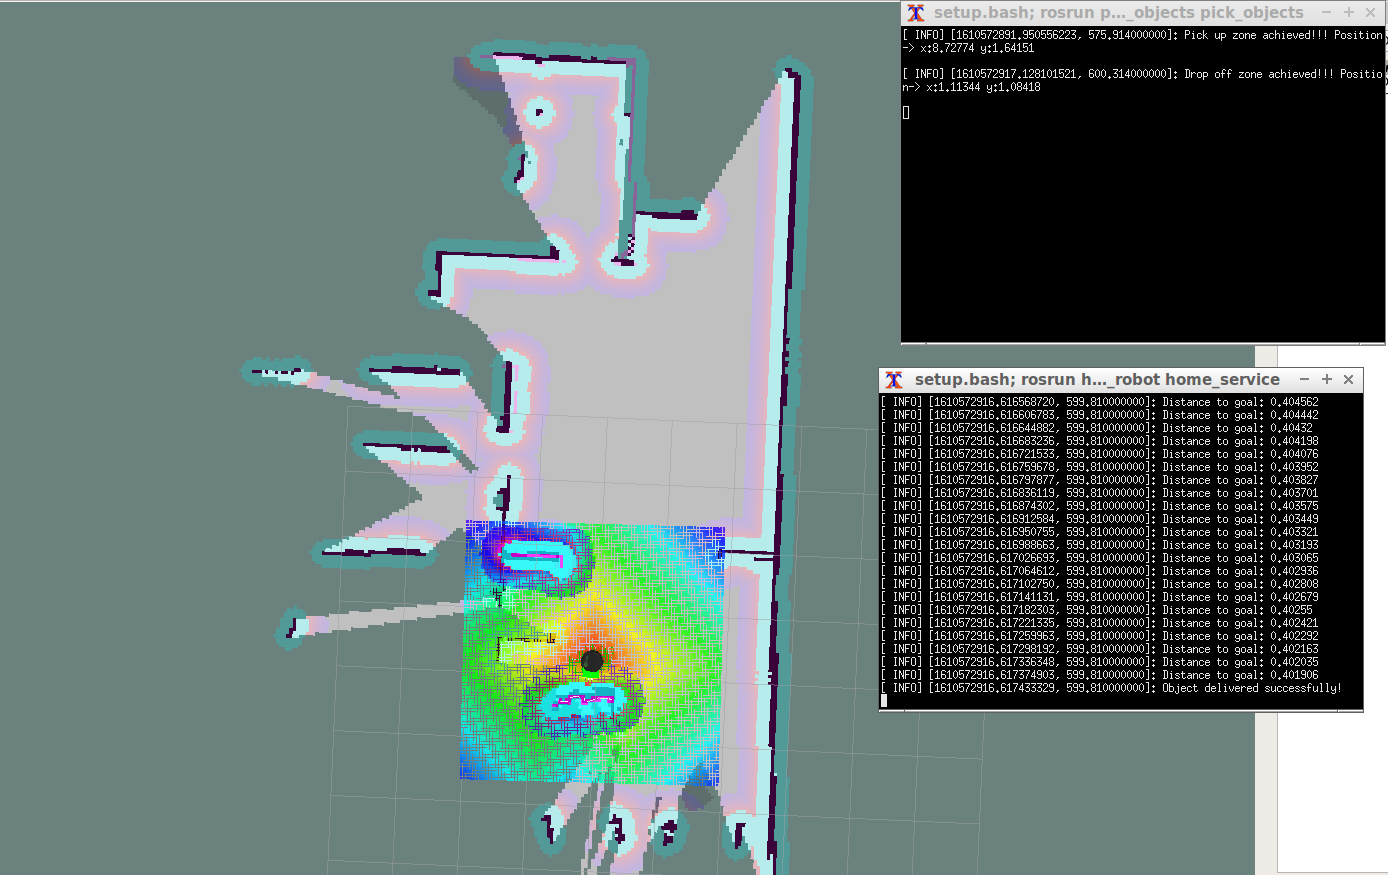 setup.bash; rosrun p..._objects pick_objects
[ INFO] [1610572891.950556223, 575.914000000]: Pick up zone achieved!!! Position
-> x:8.72774 y:1.64151
[ INFO] [1610572917.128101521, 600.314000000]: Drop off zone achieved!!! Positio
n-> x:1.11344 y:1.08418
setup.bash; rosrun h..._robot home_service
[ INFO] [1610572916.616568720, 599.810000000]: Distance to goal: 0.404562
[ INFO] [1610572916.616606783, 599.810000000]: Distance to goal: 0.404442
[ INFO] [1610572916.616644882, 599.810000000]: Distance to goal: 0.40432
[ INFO] [1610572916.616683236, 599.810000000]: Distance to goal: 0.404198
[ INFO] [1610572916.616721533, 599.810000000]: Distance to goal: 0.404076
[ INFO] [1610572916.616759678, 599.810000000]: Distance to goal: 0.403952
[ INFO] [1610572916.616797877, 599.810000000]: Distance to goal: 0.403827
[ INFO] [1610572916.616836119, 599.810000000]: Distance to goal: 0.403701
[ INFO] [1610572916.616874302, 599.810000000]: Distance to goal: 0.403575
[ INFO] [1610572916.616912584, 599.810000000]: Distance to goal: 0.403449
[ INFO] [1610572916.616950755, 599.810000000]: Distance to goal: 0.403321
[ INFO] [1610572916.616988663, 599.810000000]: Distance to goal: 0.403193
[ INFO] [1610572916.617026693, 599.810000000]: Distance to goal: 0.403065
[ INFO] [1610572916.617064612, 599.810000000]: Distance to goal: 0.402936
[ INFO] [1610572916.617102750, 599.810000000]: Distance to goal: 0.402808
[ INFO] [1610572916.617141131, 599.810000000]: Distance to goal: 0.402679
[ INFO] [1610572916.617182303, 599.810000000]: Distance to goal: 0.40255
[ INFO] [1610572916.617221335, 599.810000000]: Distance to goal: 0.402421
[ INFO] [1610572916.617259963, 599.810000000]: Distance to goal: 0.402292
[ INFO] [1610572916.617298192, 599.810000000]: Distance to goal: 0.402163
[ INFO] [1610572916.617336348, 599.810000000]: Distance to goal: 0.402035
[ INFO] [1610572916.617374903, 599.810000000]: Distance to goal: 0.401906
[ INFO] [1610572916.617433329, 599.810000000]: Object delivered successfully!